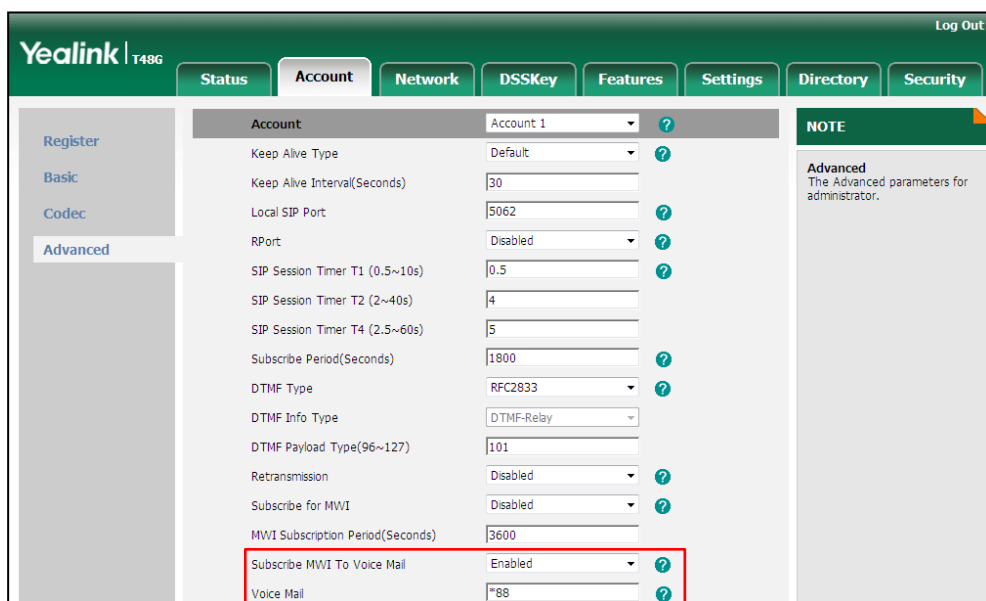 Log Out
Yealink T48G
Status Account Network DSSKey Features Settings Directory Security
Register
Basic
Codec
Advanced
Account Account 1 ?
Keep Alive Type Default ?
Keep Alive Interval(Seconds) 30
Local SIP Port 5062 ?
RPort Disabled ?
SIP Session Timer T1 (0.5~10s) 0.5 ?
SIP Session Timer T2 (2~40s) 4
SIP Session Timer T4 (2.5~60s) 5
Subscribe Period(Seconds) 1800 ?
DTMF Type RFC2833 ?
DTMF Info Type DTMF-Relay
DTMF Payload Type(96~127) 101
Retransmission Disabled ?
Subscribe for MWI Disabled ?
MWI Subscription Period(Seconds) 3600
Subscribe MWI To Voice Mail Enabled ?
Voice Mail *88 ?
NOTE
Advanced
The Advanced parameters for
administrator.